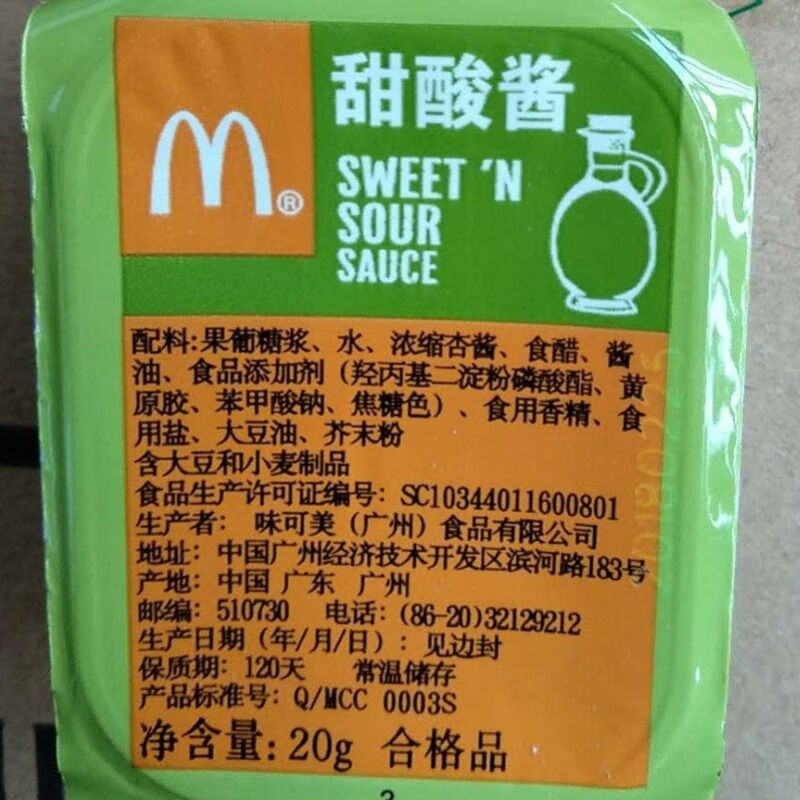 甜酸酱
SWEET 'N
SOUR
SAUCE
®
配料:果葡糖浆、水、浓缩杏酱、食醋、酱
油、食品添加剂（羟丙基二淀粉磷酸酯、黄
原胶、苯甲酸钠、焦糖色）、食用香精、食
用盐、大豆油、芥末粉
含大豆和小麦制品
食品生产许可证编号: SC10344011600801
生产者: 味可美（广州）食品有限公司
地址: 中国广州经济技术开发区滨河路183号
产地: 中国 广东 广州
邮编: 510730 电话: (86-20)32129212
生产日期（年/月/日）: 见边封
保质期: 120天 常温储存
产品标准号: Q/MCC 0003S
净含量: 20g 合格品